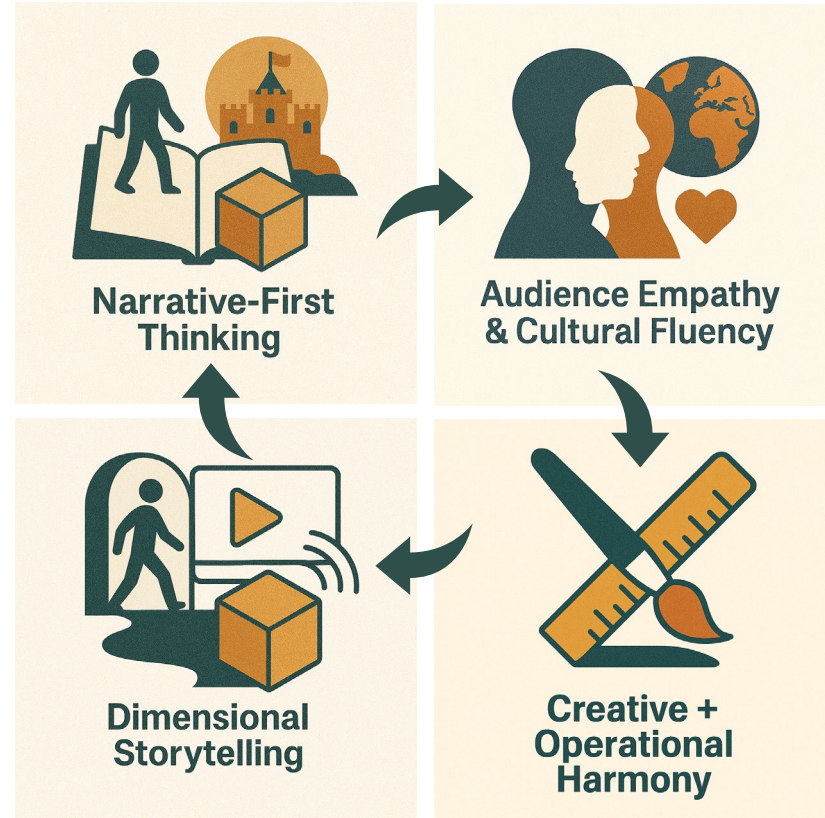 Narrative-First
Thinking
Audience Empathy
& Cultural Fluency
Dimensional
Storytelling
Creative +
Operational
Harmony